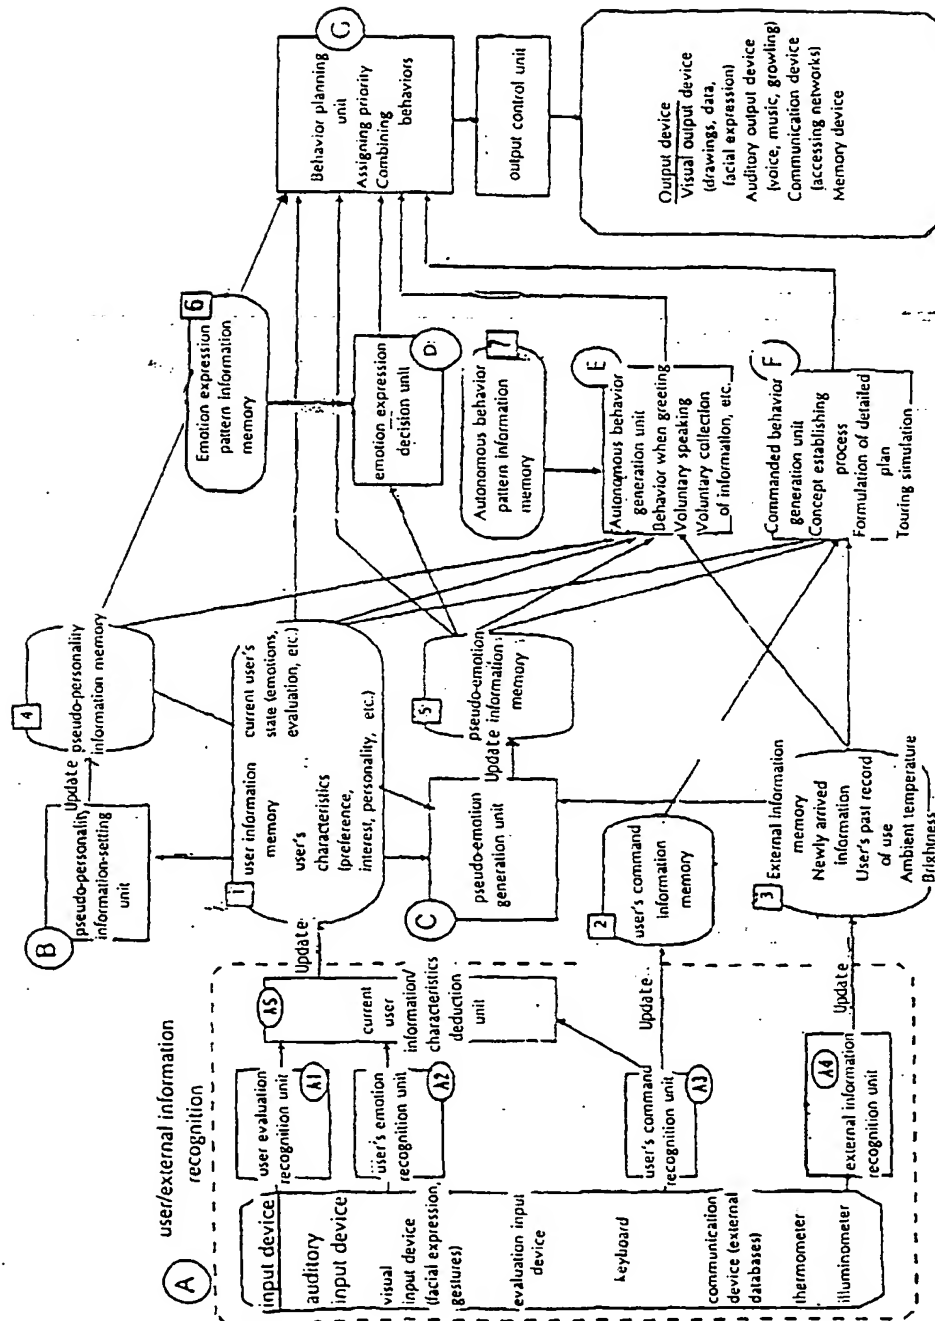 A
user/external information
recognition
input device
auditory
input device
visual
input device
(facial expression,
gestures)
evaluation input
device
keyboard
communication
device (external
databases)
thermometer
illuminometer
user evaluation
recognition unit
A1
user's emotion
recognition unit
A2
user's command
recognition unit
A3
external information
recognition unit
A4
A5
current
user
information/
characteristics
deduction
unit
Update
Update
Update
B
pseudo-personality
information-setting
unit
Update
4
pseudo-personality
information memory
1
user information
memory
user's
characteristics
(preference,
interest, personality, etc.)
current user's
state (emotions,
evaluation, etc.)
C
pseudo-emotion
generation unit
Update
5
pseudo-emotion
information
memory
2
user's command
information
memory
3
External information
memory
Newly arrived
information
User's past record
of use
Ambient temperature
Brightness
6
Emotion expression
pattern information
memory
D
emotion expression
decision unit
7
Autonomous behavior
pattern information
memory
E
Autonomous behavior
generation unit
Behavior when greeting
Voluntary speaking
Voluntary collection
of information, etc.
F
Commanded behavior
generation unit
Concept establishing
process
Formulation of detailed
plan
Touring simulation
G
Behavior planning
unit
Assigning priority
Combining
behaviors
output control unit
Output device
Visual output device
(drawings, data,
facial expression)
Auditory output device
(voice, music, growling)
Communication device
(accessing networks)
Memory device